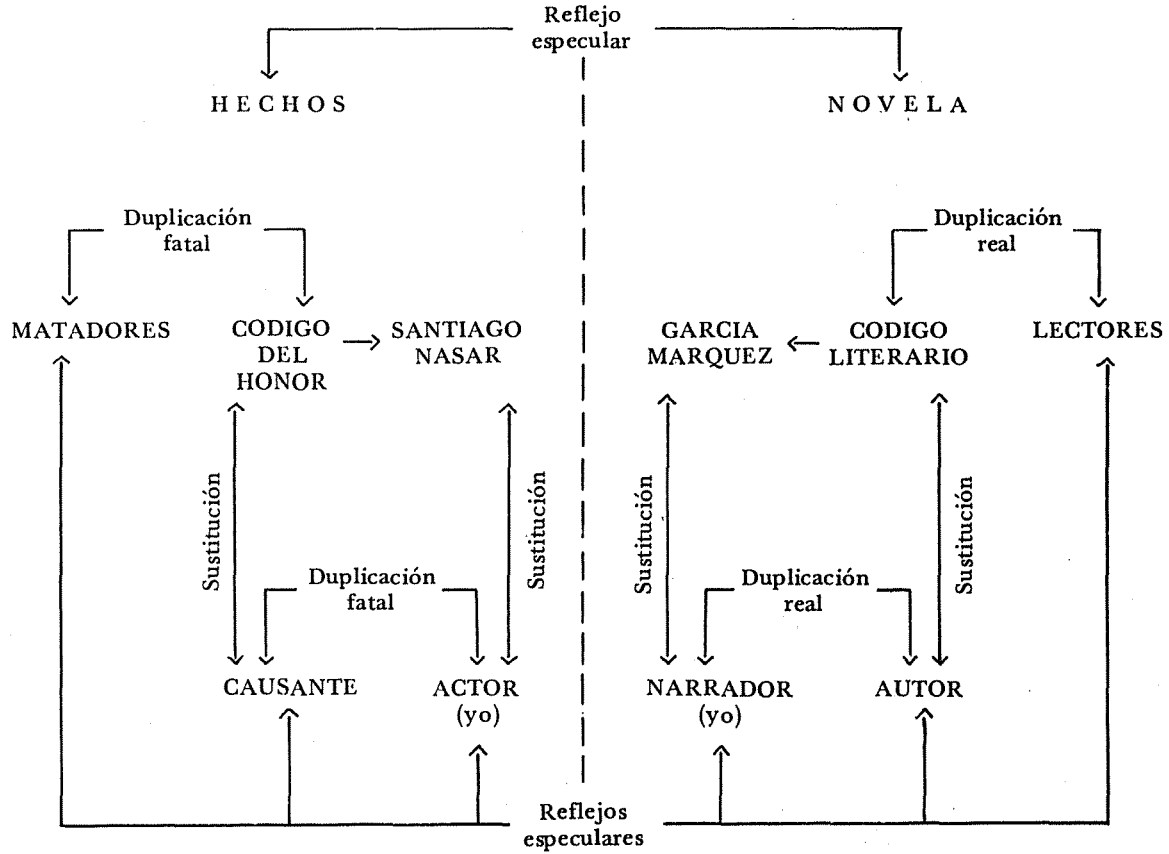 Reflejo
especular
HECHOS
NOVELA
Duplicación
fatal
Duplicación
real
MATADORES
CODIGO
DEL
HONOR
SANTIAGO
NASAR
GARCIA
MARQUEZ
CODIGO
LITERARIO
LECTORES
Sustitución
Sustitución
Sustitución
Sustitución
Duplicación
fatal
Duplicación
real
CAUSANTE
ACTOR
(yo)
NARRADOR
(yo)
AUTOR
Reflejos
especulares